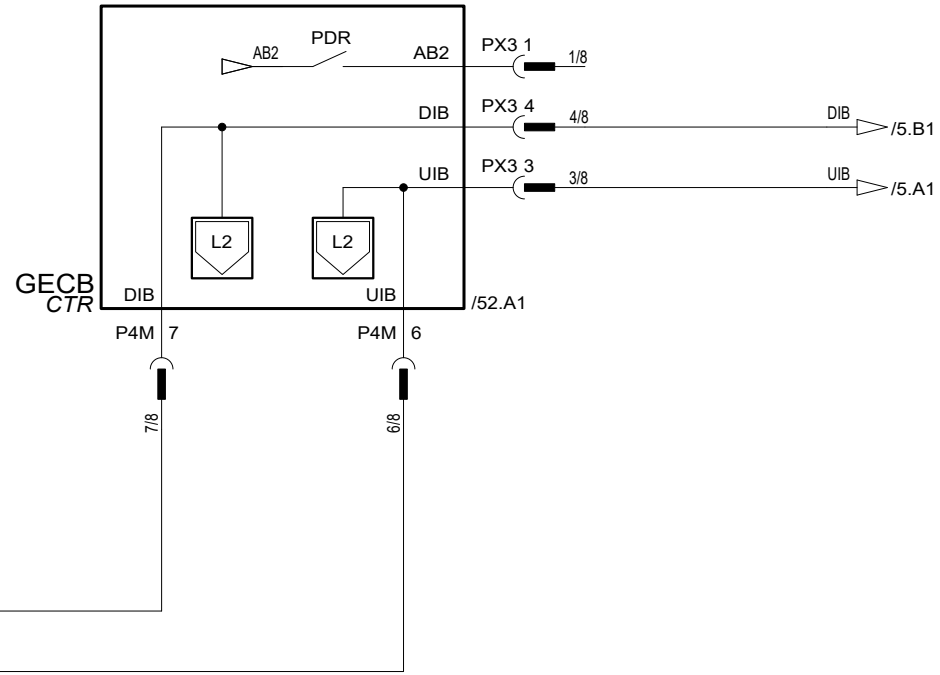 PDR
AB2
AB2
PX3 1
1/8
DIB
PX3 4
4/8
DIB
/5.B1
UIB
PX3 3
3/8
UIB
/5.A1
L2
L2
GECB
CTR
DIB
UIB
/52.A1
P4M 7
P4M 6
7/8
6/8